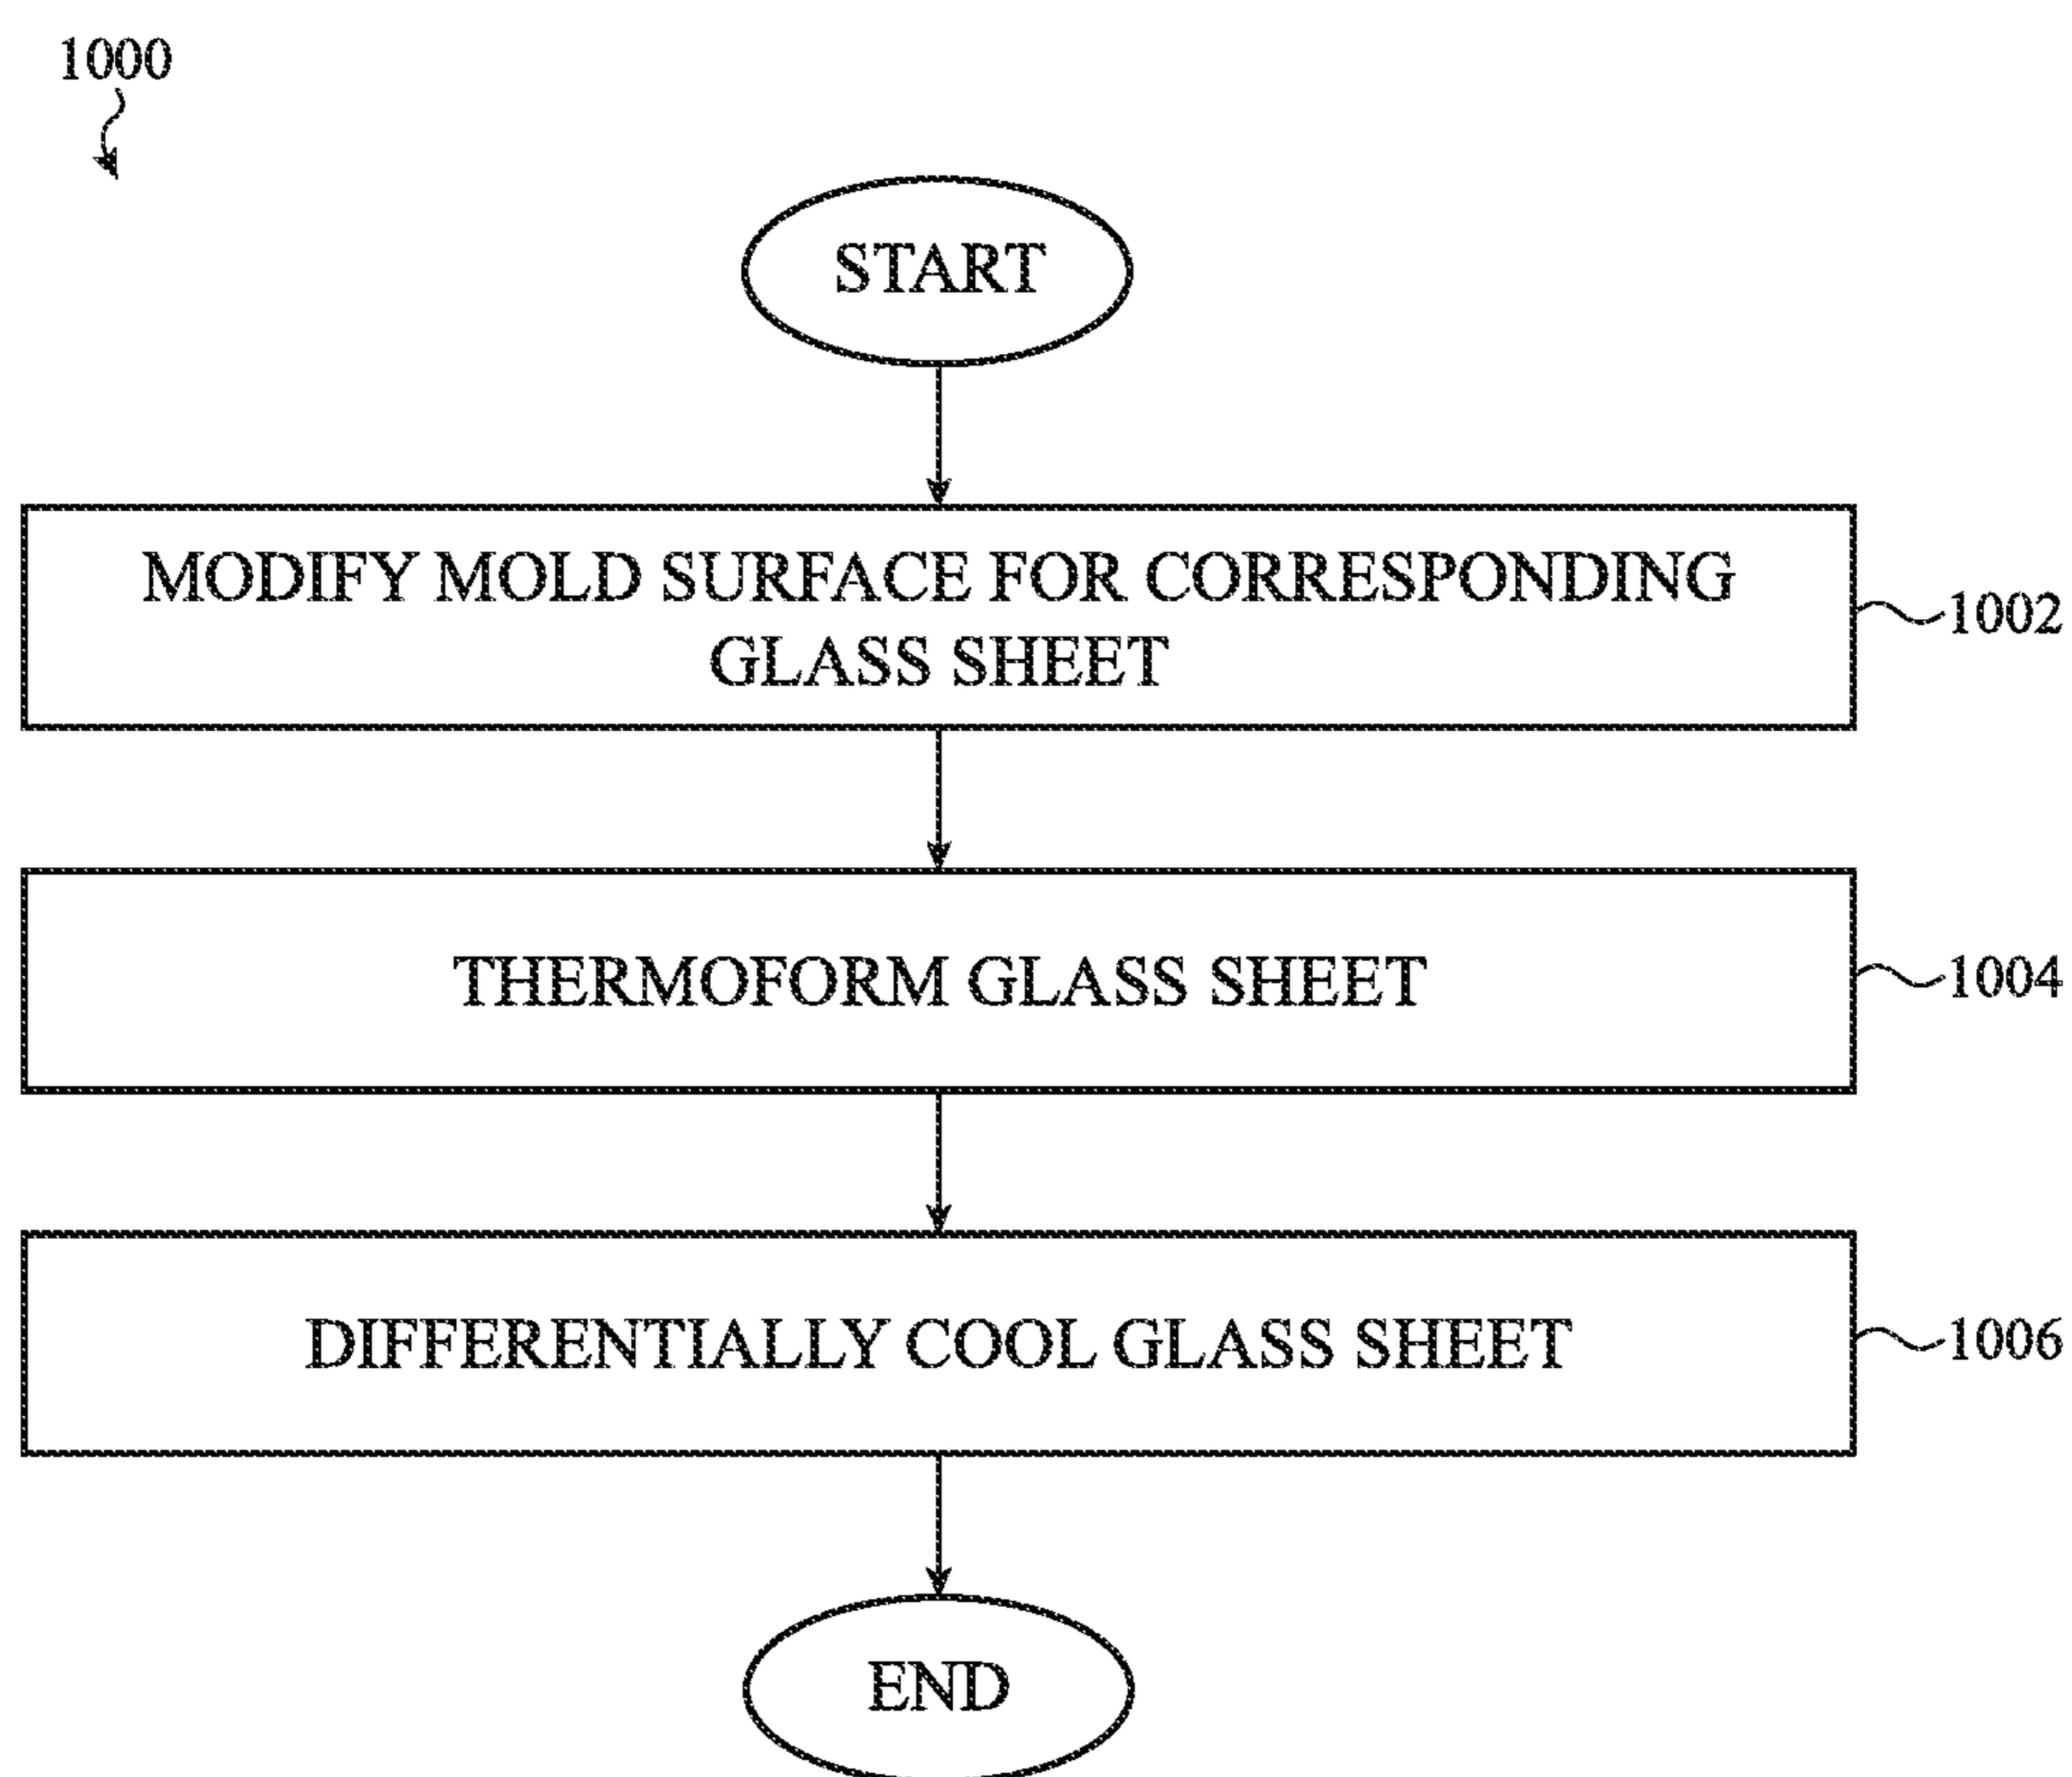 1000
START
MODIFY MOLD SURFACE FOR CORRESPONDING
GLASS SHEET
1002
THERMOFORM GLASS SHEET
1004
DIFFERENTIALLY COOL GLASS SHEET
1006
END